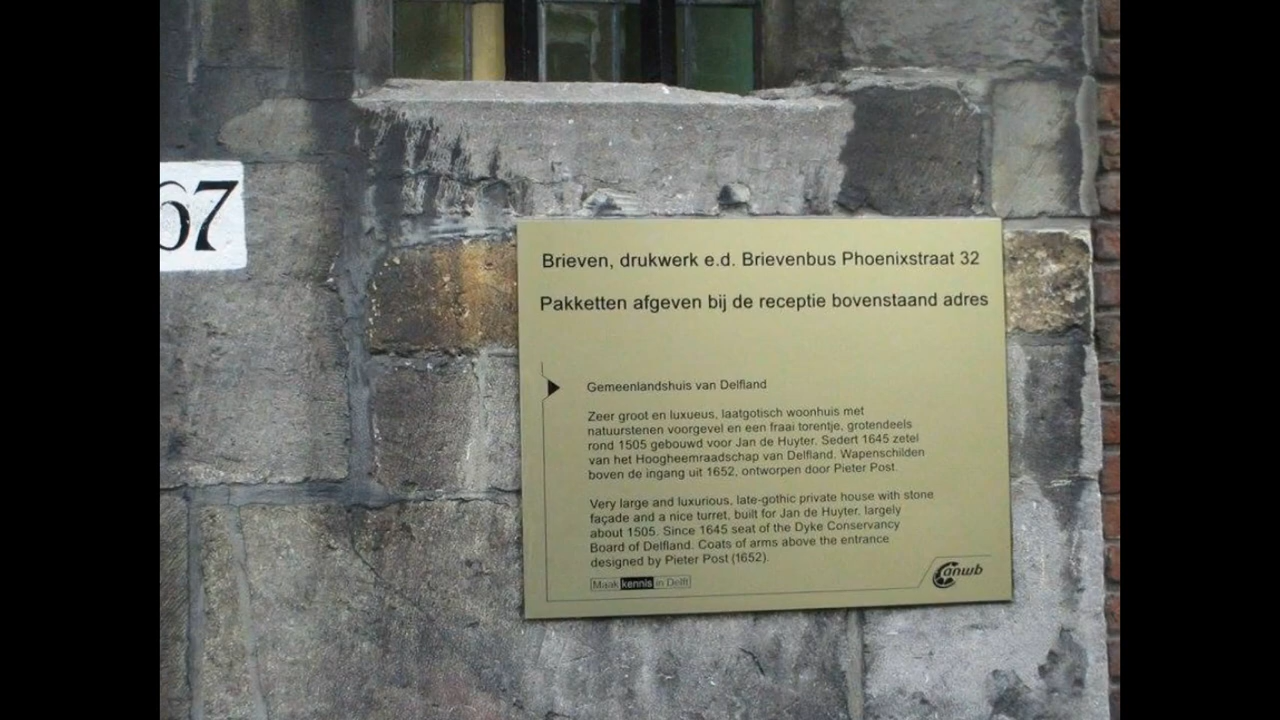 67
Brieven, drukwerk e.d. Brievenbus Phoenixstraat 32
Pakketten afgeven bij de receptie bovenstaand adres
Gemeenlandshuis van Delfland
Zeer groot en luxueus, laatgotisch woonhuis met
natuurstenen voorgevel en een fraai torentje, grotendeels
rond 1505 gebouwd voor Jan de Huyter. Sedert 1645 zetel
van het Hoogheemraadschap van Delfland. Wapenschilden
boven de ingang uit 1652, ontworpen door Pieter Post.
Very large and luxurious, late-gothic private house with stone
façade and a nice turret, built for Jan de Huyter, largely
about 1505. Since 1645 seat of the Dyke Conservancy
Board of Delfland. Coats of arms above the entrance
designed by Pieter Post (1652).
Maak kennis in Delft
anwb